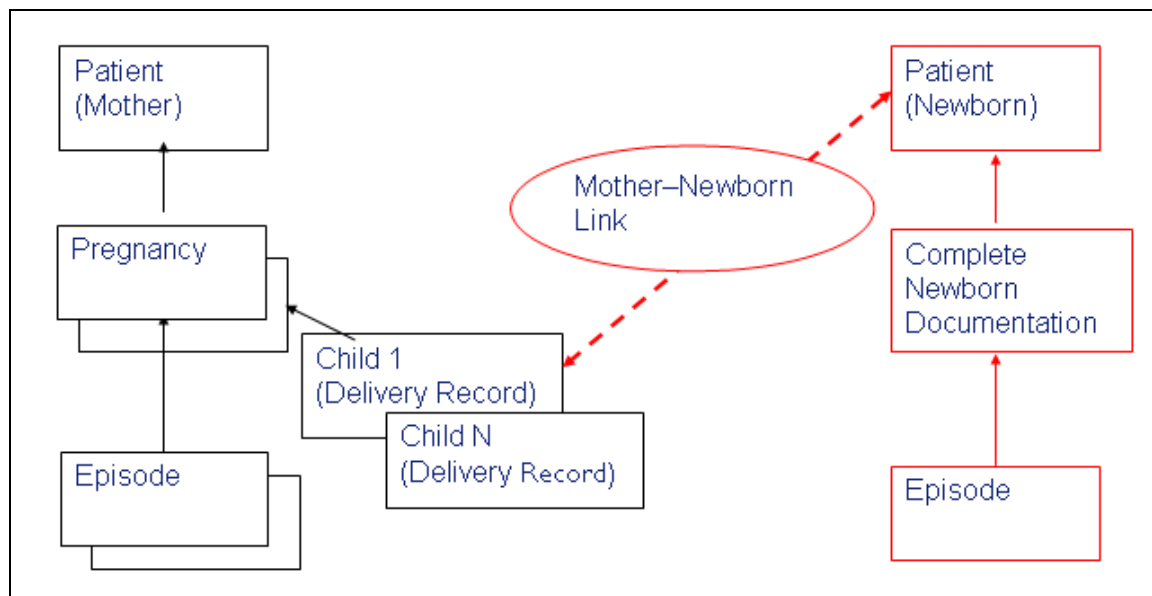 Patient
(Mother)
Patient
(Newborn)
Mother–Newborn
Link
Pregnancy
Complete
Newborn
Documentation
Child 1
(Delivery Record)
Child N
(Delivery Record)
Episode
Episode